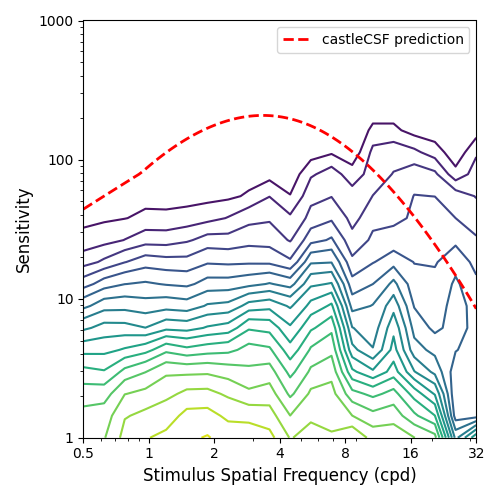 1000
castleCSF prediction
100
10
1
Sensitivity
0.5 1 2 4 8 16 32
Stimulus Spatial Frequency (cpd)